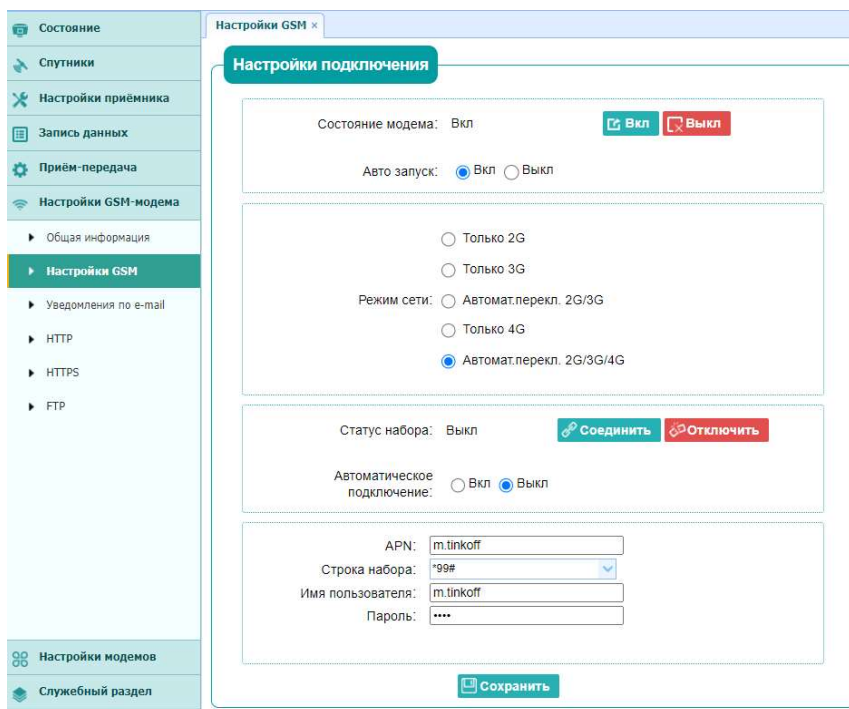 Состояние
Спутники
Настройки приёмника
Запись данных
Приём-передача
Настройки GSM-модема
Общая информация
Настройки GSM
Уведомления по e-mail
HTTP
HTTPS
FTP
Настройки модемов
Служебный раздел
Настройки GSM ×
Настройки подключения
Состояние модема: Вкл Вкл Выкл
Авто запуск: Вкл Выкл
Только 2G
Только 3G
Режим сети: Автомат.перекл. 2G/3G
Только 4G
Автомат.перекл. 2G/3G/4G
Статус набора: Выкл Соединить Отключить
Автоматическое
подключение: Вкл Выкл
APN: m.tinkoff
Строка набора: *99#
Имя пользователя: m.tinkoff
Пароль: ••••
Сохранить